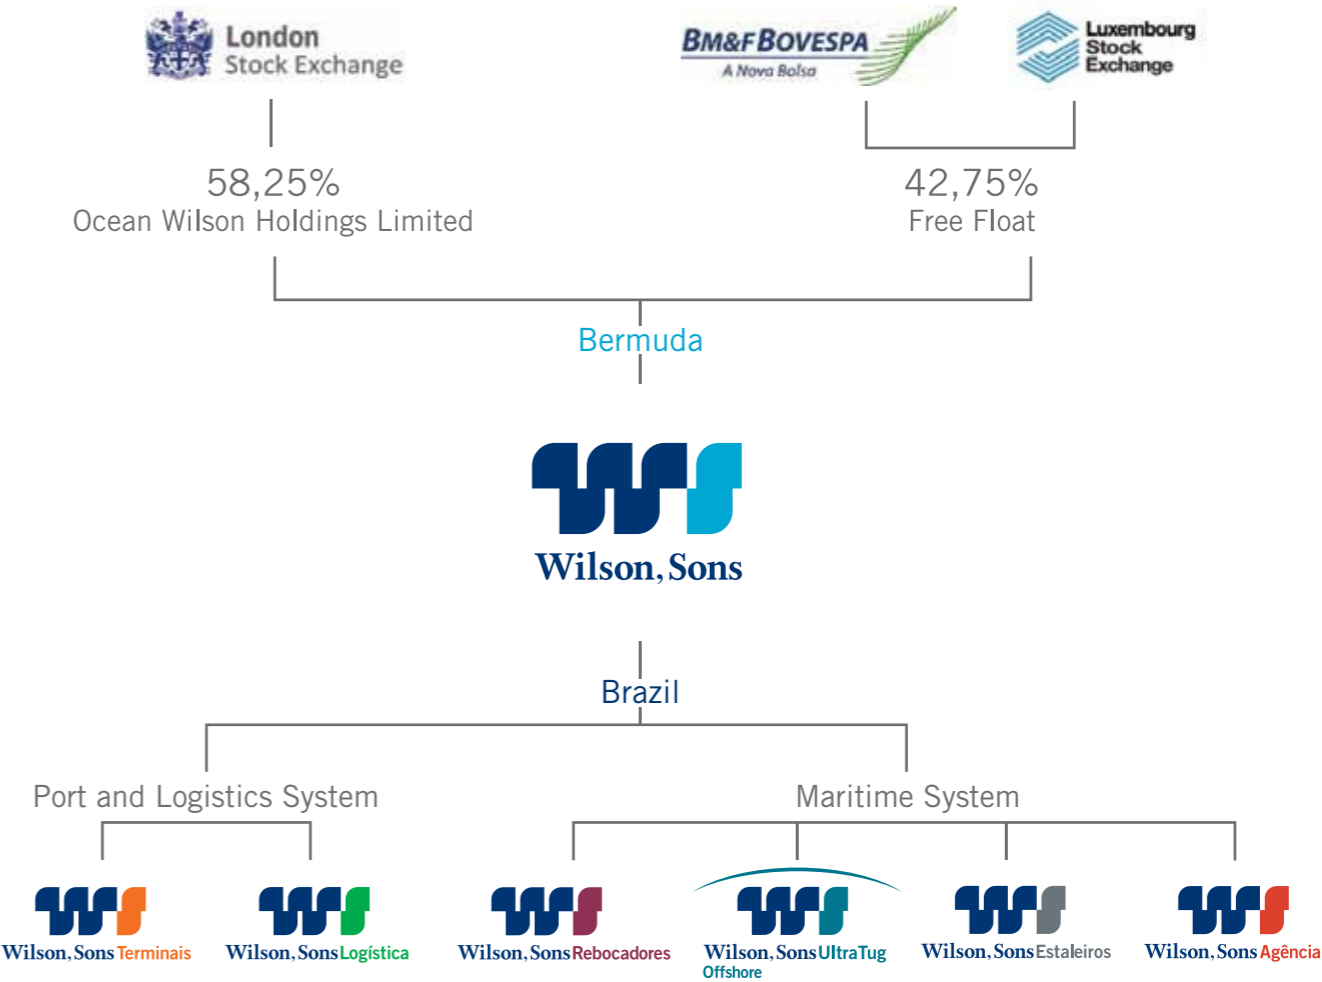 London
Stock Exchange
BM&FBOVESPA
A Nova Bolsa
Luxembourg
Stock
Exchange
58,25%
Ocean Wilson Holdings Limited
42,75%
Free Float
Bermuda
Wilson, Sons
Brazil
Port and Logistics System
Maritime System
Wilson, Sons Terminais
Wilson, Sons Logística
Wilson, Sons Rebocadores
Wilson, Sons UltraTug
Offshore
Wilson, Sons Estaleiros
Wilson, Sons Agência